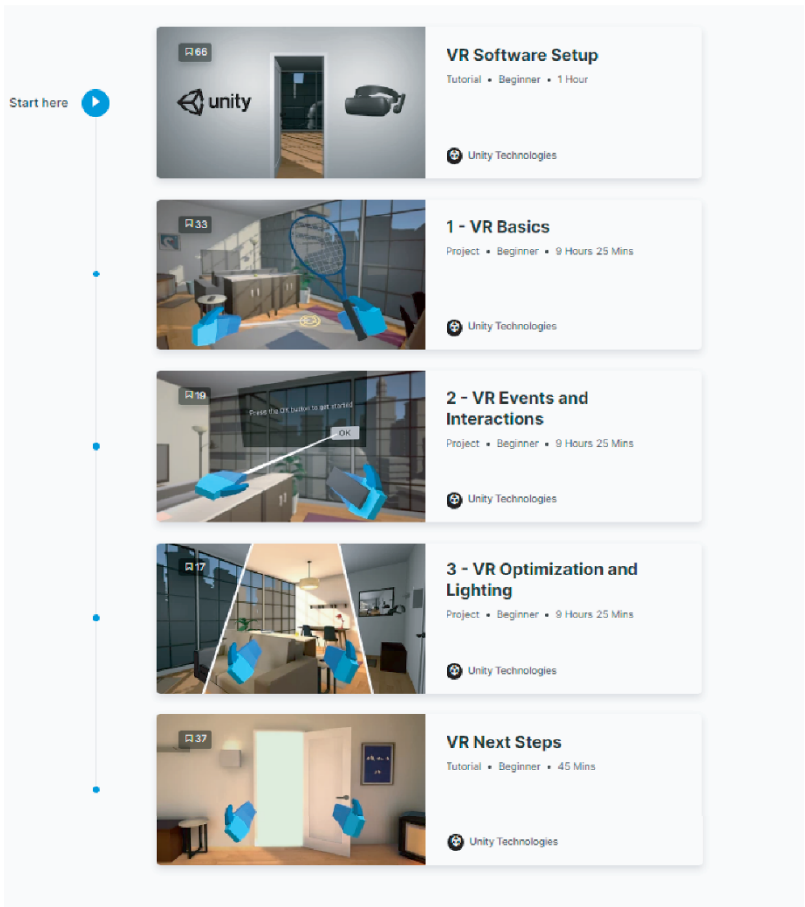 66
unity
VR Software Setup
Tutorial • Beginner • 1 Hour
Start here
Unity Technologies
33
1 - VR Basics
Project • Beginner • 9 Hours 25 Mins
Unity Technologies
19
Press the OK button to get started
OK
2 - VR Events and
Interactions
Project • Beginner • 9 Hours 25 Mins
Unity Technologies
17
3 - VR Optimization and
Lighting
Project • Beginner • 9 Hours 25 Mins
Unity Technologies
37
VR Next Steps
Tutorial • Beginner • 45 Mins
Unity Technologies